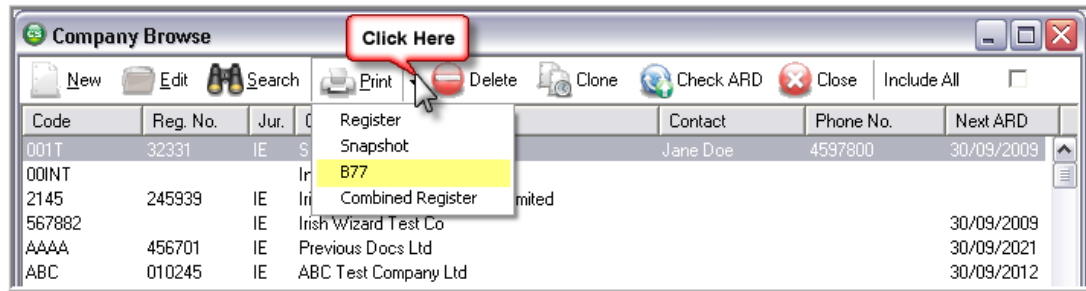 Company Browse
Click Here
New Edit Search Print Delete Clone Check ARD Close Include All
Code Reg. No. Jur. Contact Phone No. Next ARD
Register
Snapshot
B77
Combined Register
001T 32331 IE Jane Doe 4597800 30/09/2009
00INT
2145 245939 IE
567882 IE Irish Wizard Test Co 30/09/2009
AAAA 456701 IE Previous Docs Ltd 30/09/2021
ABC 010245 IE ABC Test Company Ltd 30/09/2012